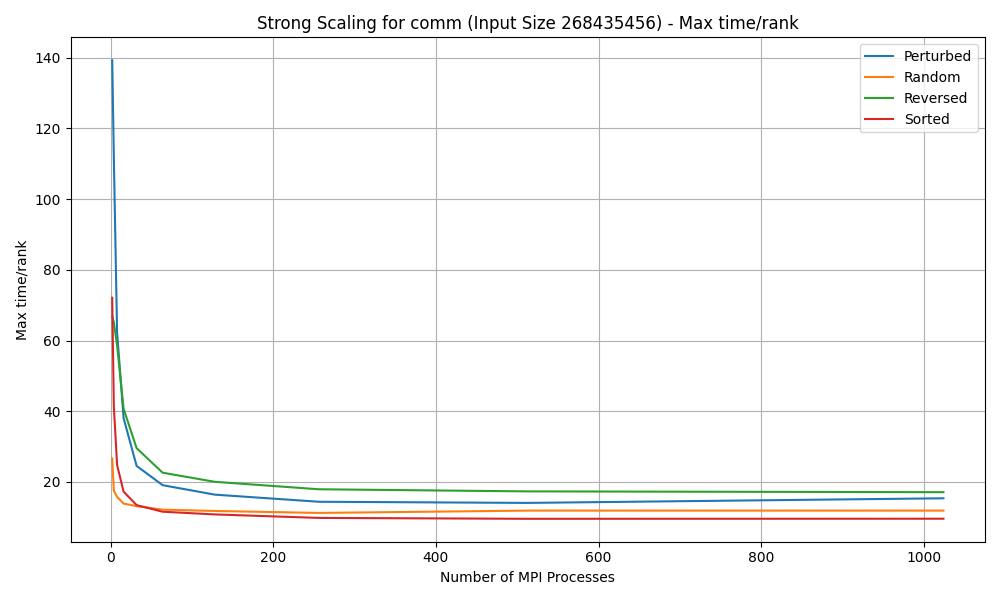 Strong Scaling for comm (Input Size 268435456) - Max time/rank
Perturbed
Random
Reversed
Sorted
Max time/rank
140
120
100
80
60
40
20
0 200 400 600 800 1000
Number of MPI Processes